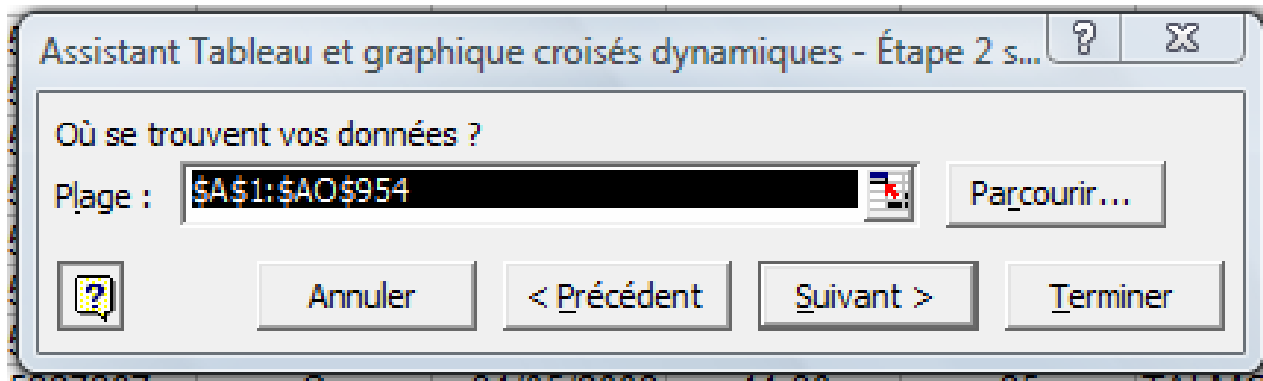 Assistant Tableau et graphique croisés dynamiques - Étape 2 s...
Où se trouvent vos données ?
Plage : $A$1:$AO$954 Parcourir...
Annuler < Précédent Suivant > Terminer